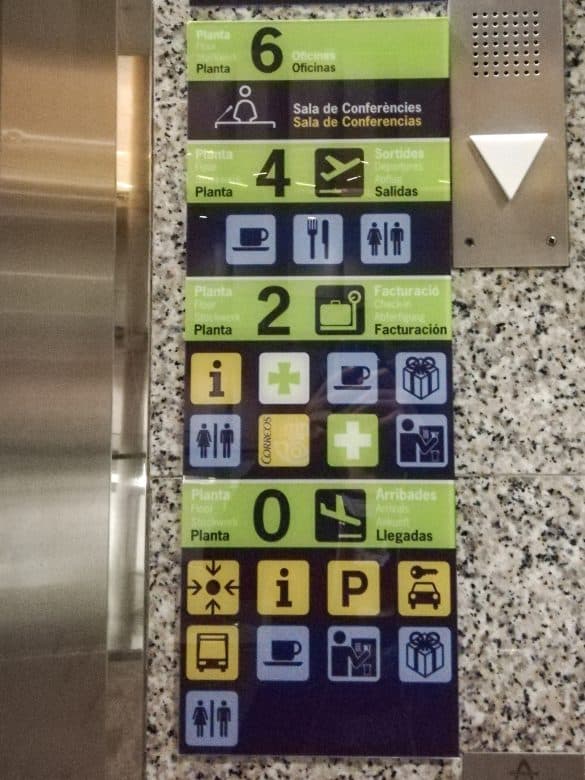 Planta
Floor
Stockwerk
Planta
6
Oficines
Oficinas
Sala de Conferències
Sala de Conferencias
Planta
Floor
Planta
4
Sortides
Departures
Abflug
Salidas
Planta
Floor
Stockwerk
Planta
2
Facturació
Check-in
Abfertigung
Facturación
i
CORREOS
Planta
Floor
Stockwerk
Planta
0
Arribades
Arrivals
Ankunft
Llegadas
i
P